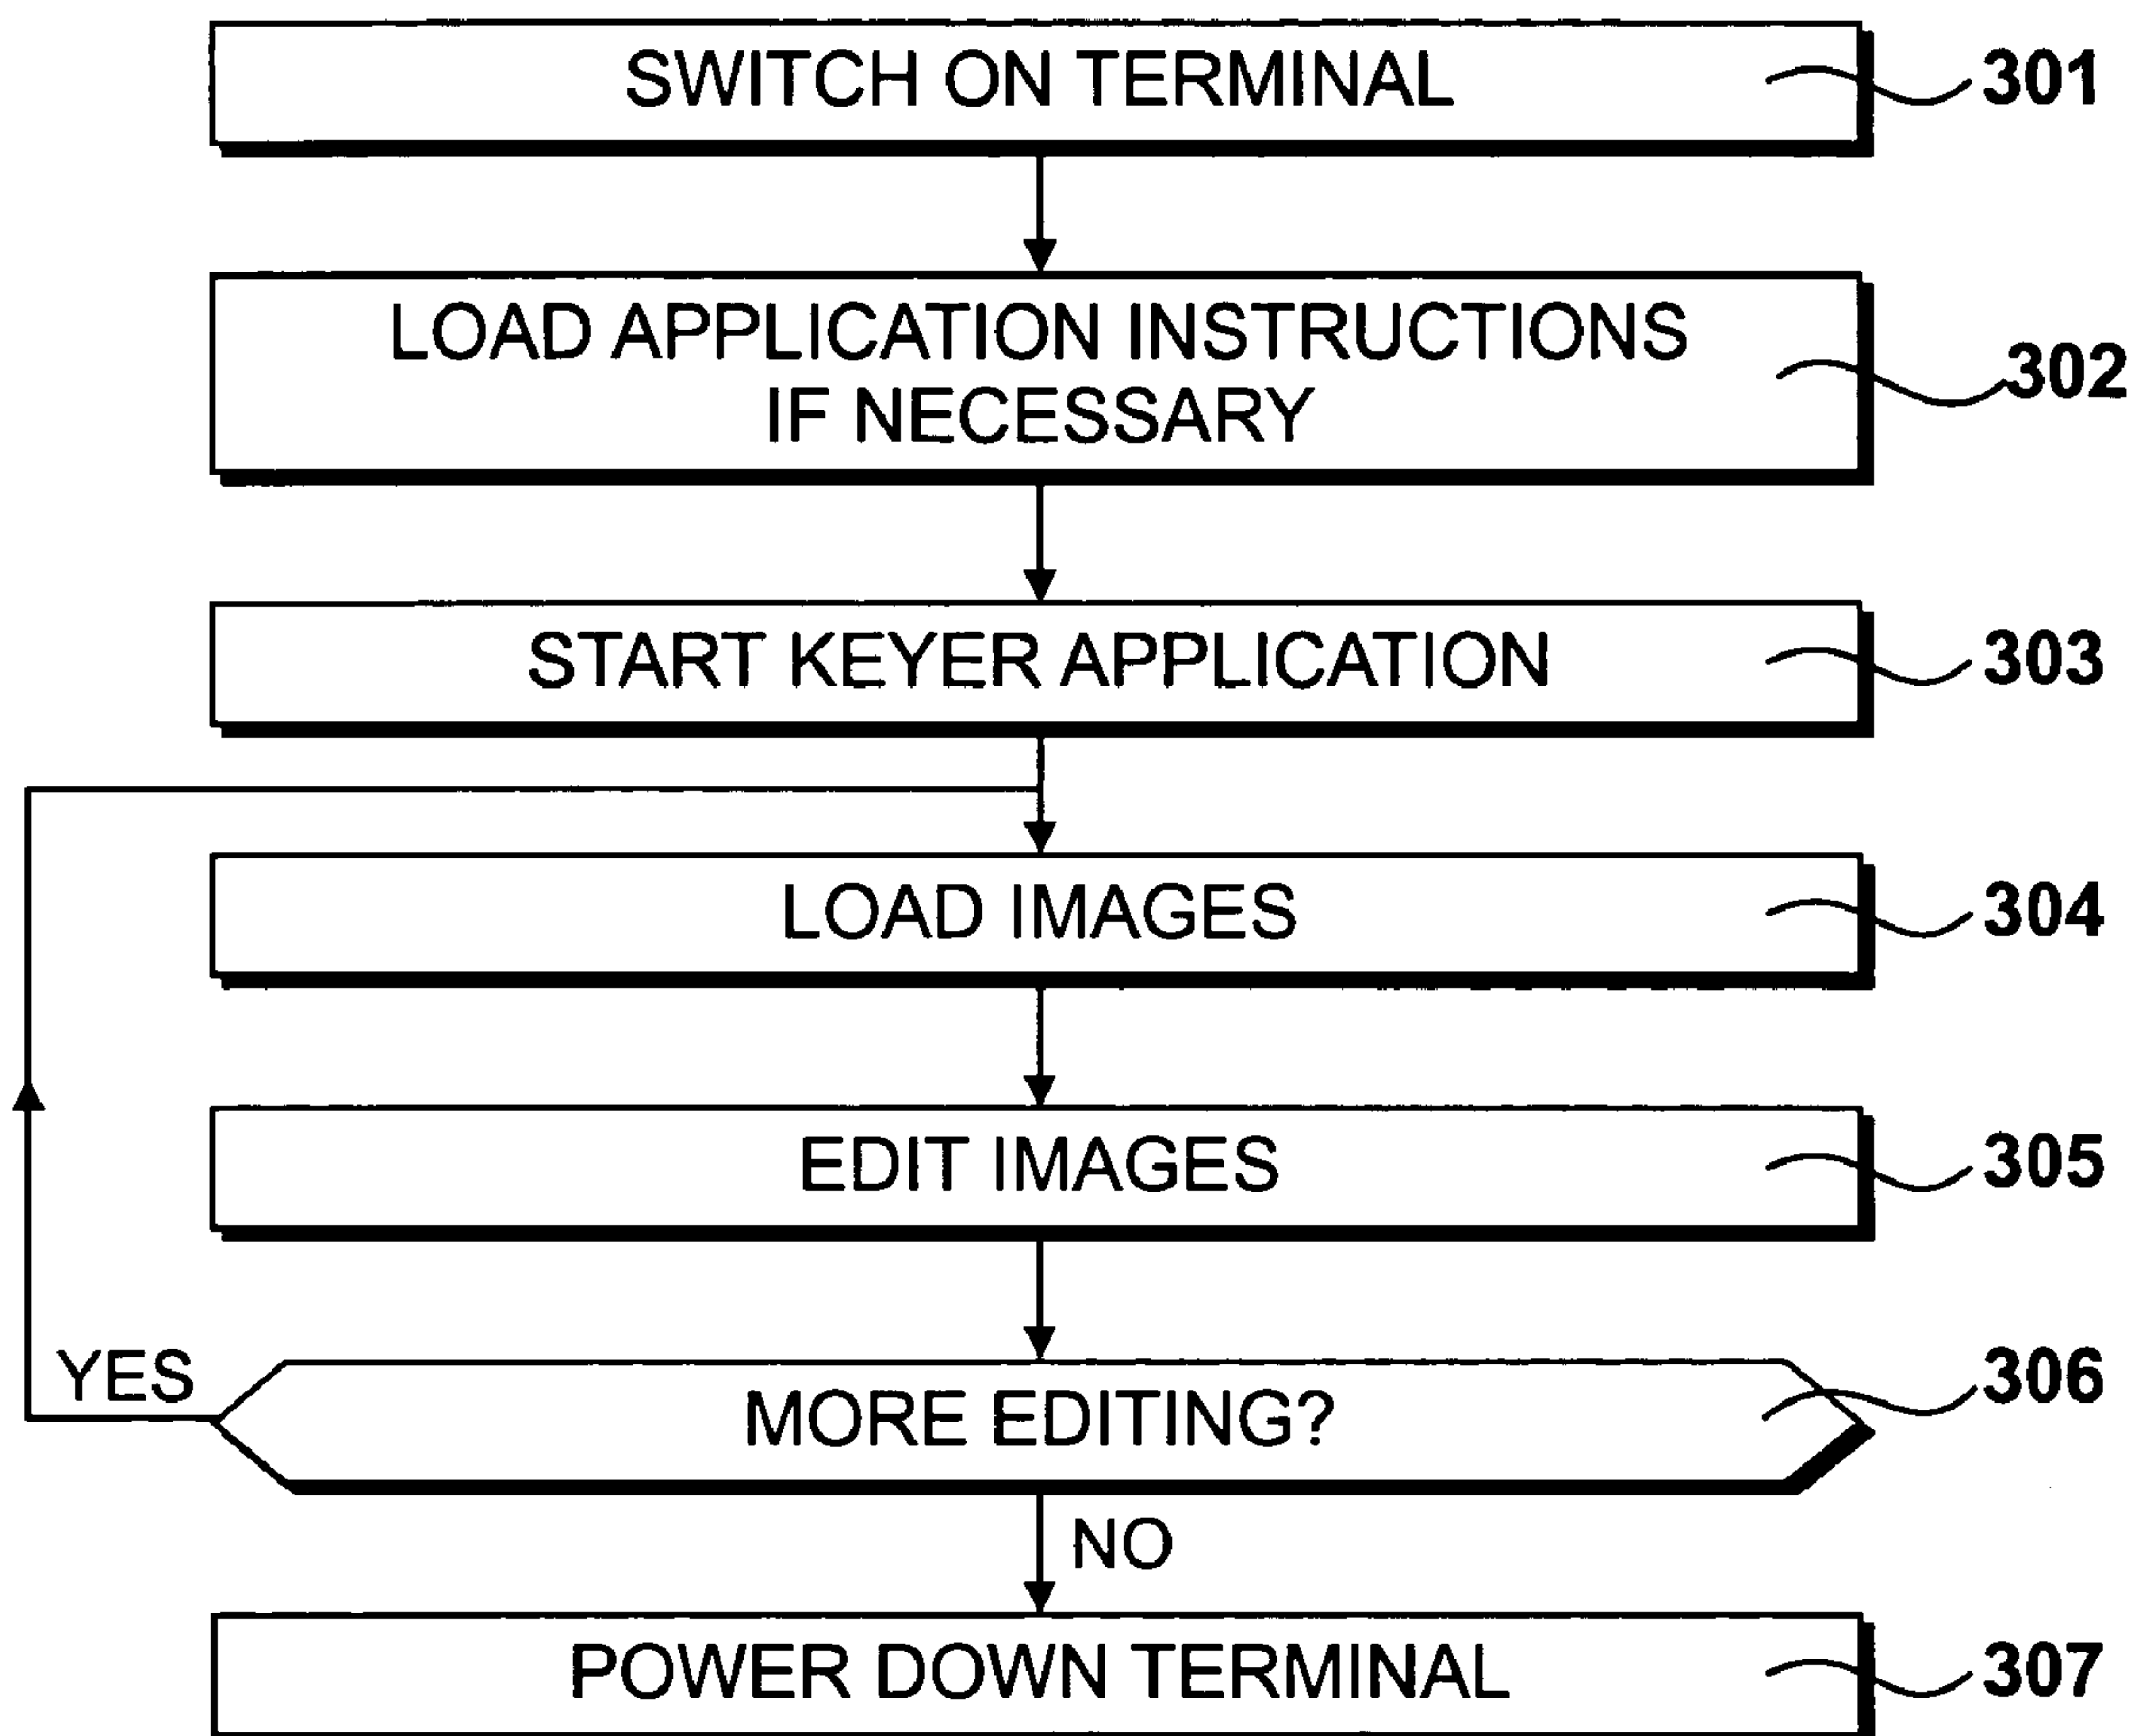 SWITCH ON TERMINAL
301
LOAD APPLICATION INSTRUCTIONS
IF NECESSARY
302
START KEYER APPLICATION
303
LOAD IMAGES
304
EDIT IMAGES
305
YES
MORE EDITING?
306
NO
POWER DOWN TERMINAL
307